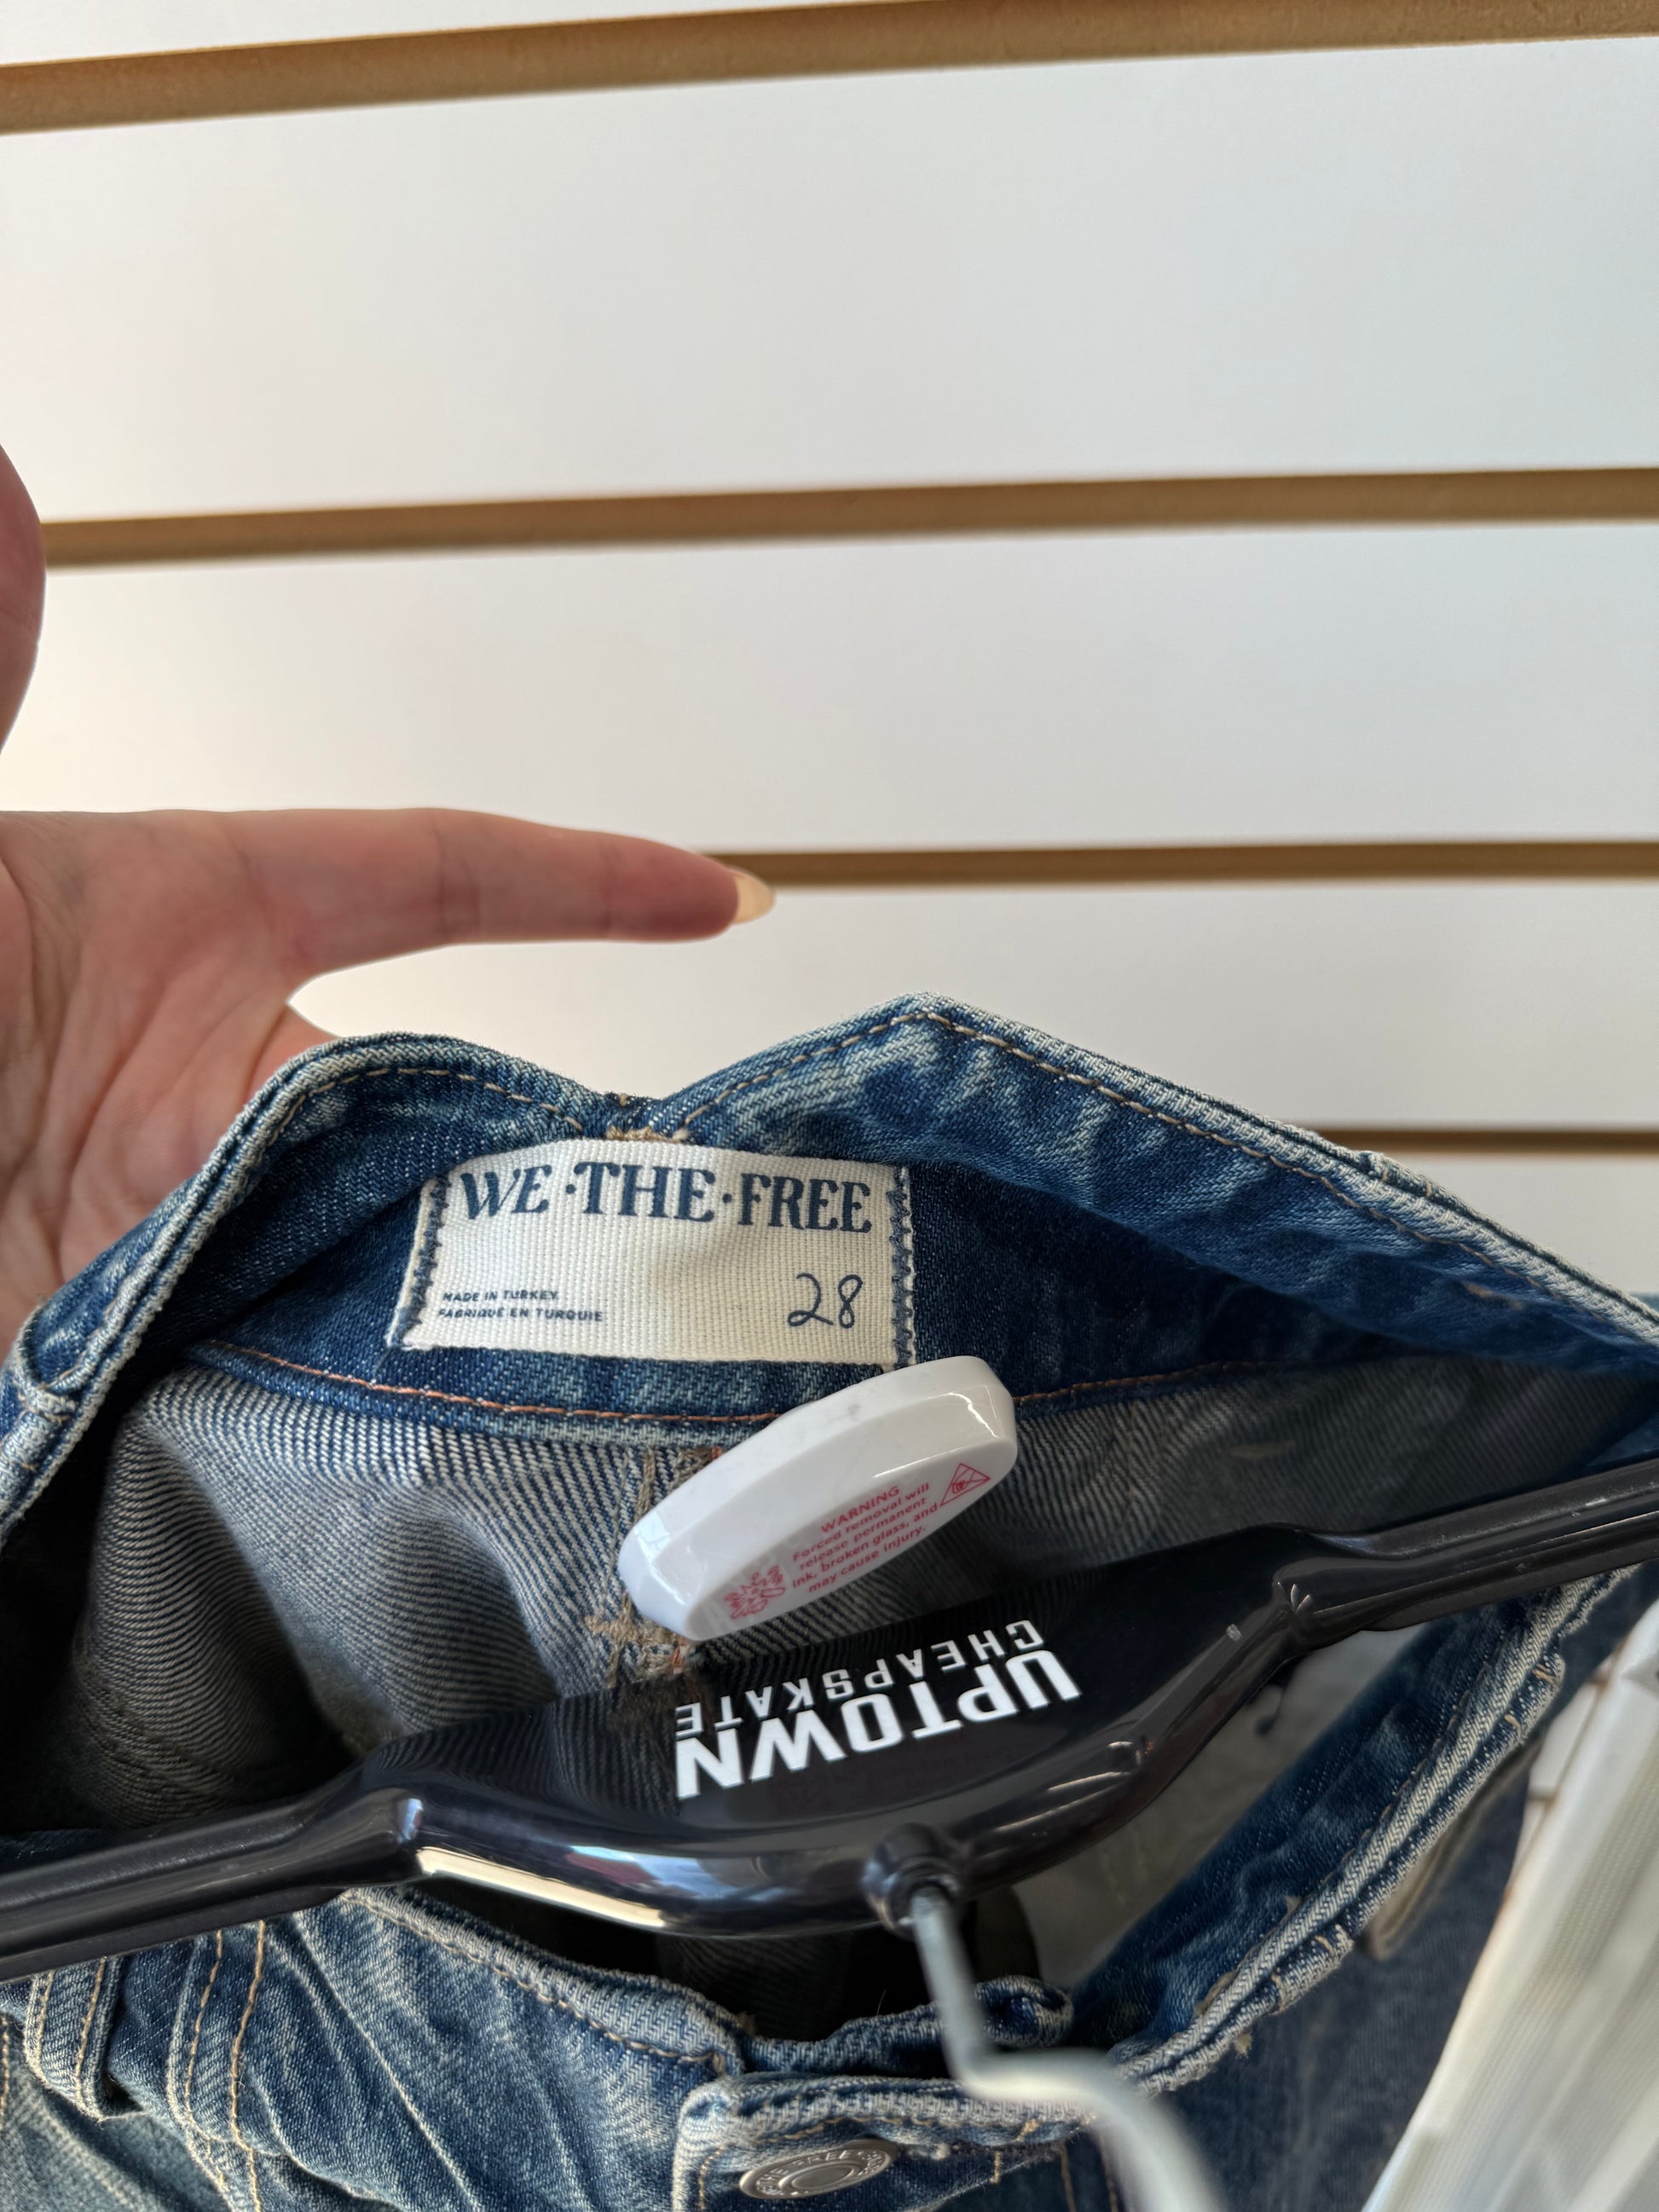 WE·THE·FREE
MADE IN TURKEY
FABRIQUÉ EN TURQUIE
28
WARNING
Forced removal will
release permanent
ink, broken glass, and
may cause injury.
UPTOWN
CHEAPSKATE